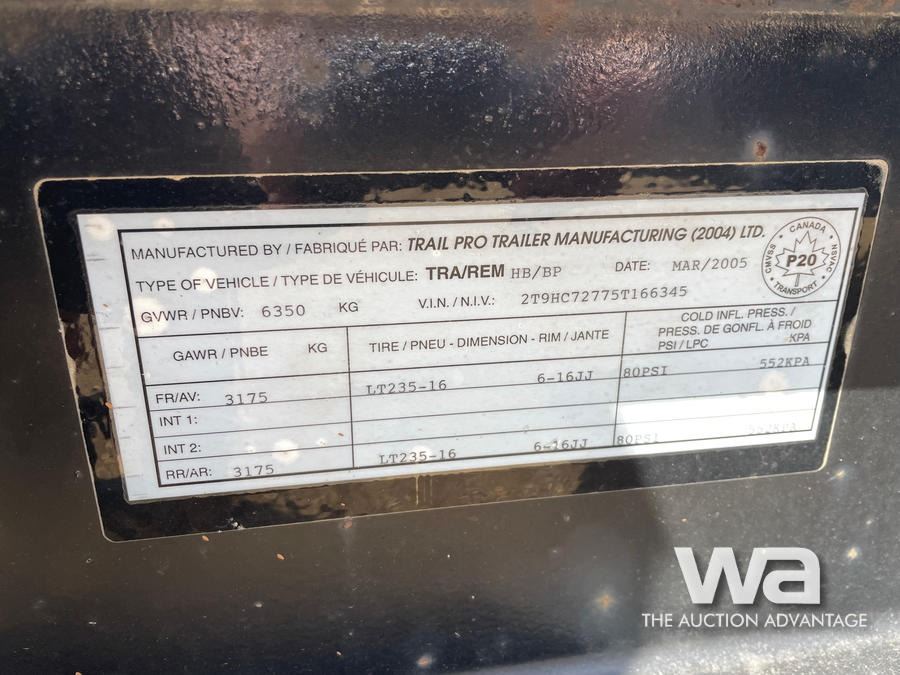 MANUFACTURED BY / FABRIQUÉ PAR: TRAIL PRO TRAILER MANUFACTURING (2004) LTD.
TYPE OF VEHICLE / TYPE DE VÉHICULE: TRA/REM HB/BP DATE: MAR/2005
GVWR / PNBV: 6350 KG V.I.N. / N.I.V.: 2T9HC72775T166345
CANADA
CMVSS P20 NSVAC
TRANSPORT
GAWR / PNBE KG TIRE / PNEU - DIMENSION - RIM / JANTE COLD INFL. PRESS. /
PRESS. DE GONFL. À FROID
PSI / LPC KPA
FR/AV: 3175 LT235-16 6-16JJ 80PSI 552KPA
INT 1:
INT 2:
RR/AR: 3175 LT235-16 6-16JJ 80PSI 552KPA
wa
THE AUCTION ADVANTAGE